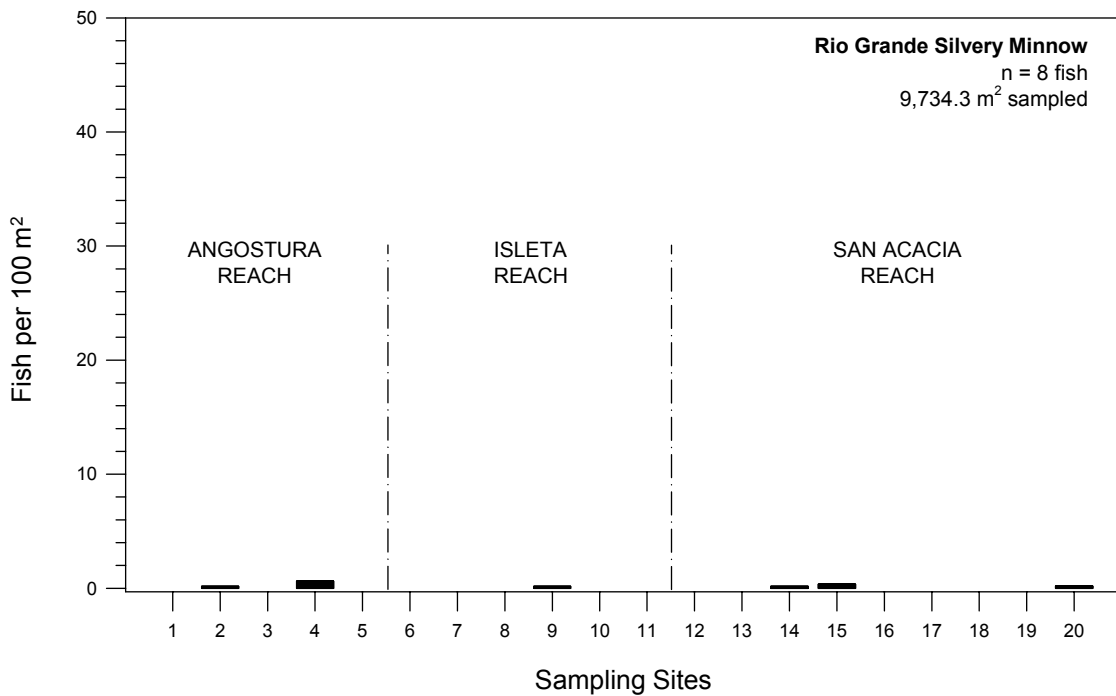 50
Rio Grande Silvery Minnow
n = 8 fish
9,734.3 m² sampled
40
30
ANGOSTURA
REACH
ISLETA
REACH
SAN ACACIA
REACH
20
10
0
Fish per 100 m²
1 2 3 4 5 6 7 8 9 10 11 12 13 14 15 16 17 18 19 20
Sampling Sites